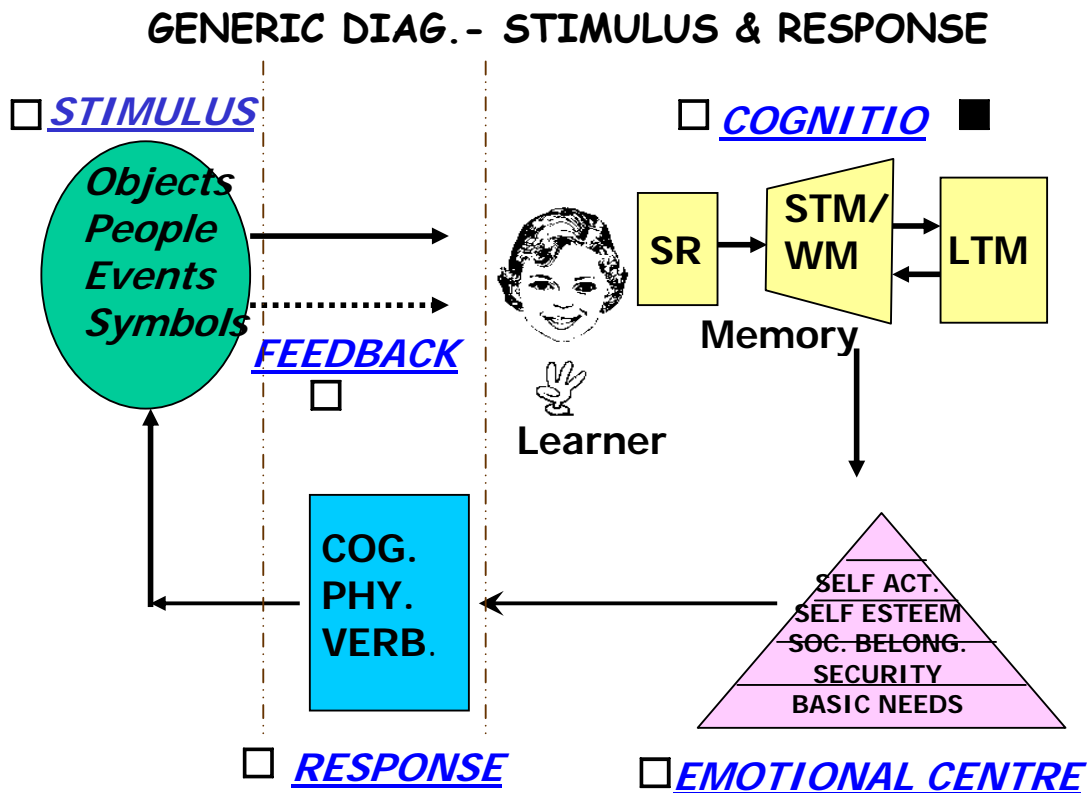 GENERIC DIAG.- STIMULUS & RESPONSE
STIMULUS
COGNITIO
Objects
People
Events
Symbols
SR
STM/
WM
LTM
Memory
FEEDBACK
Learner
COG.
PHY.
VERB.
SELF ACT.
SELF ESTEEM
SOC. BELONG.
SECURITY
BASIC NEEDS
RESPONSE
EMOTIONAL CENTRE